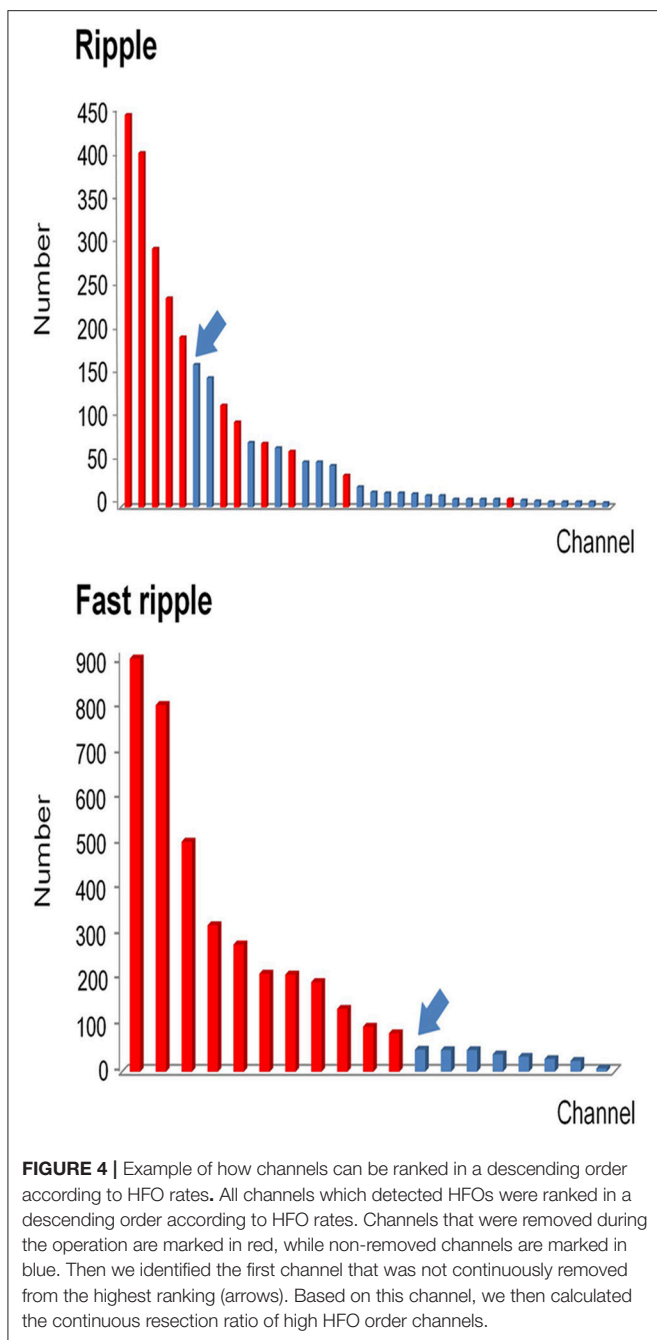 Ripple
450
400
350
300
250
200
150
100
50
0
Number
Channel
Fast ripple
900
800
700
600
500
400
300
200
100
0
Number
Channel
FIGURE 4 | Example of how channels can be ranked in a descending order
according to HFO rates. All channels which detected HFOs were ranked in a
descending order according to HFO rates. Channels that were removed during
the operation are marked in red, while non-removed channels are marked in
blue. Then we identified the first channel that was not continuously removed
from the highest ranking (arrows). Based on this channel, we then calculated
the continuous resection ratio of high HFO order channels.